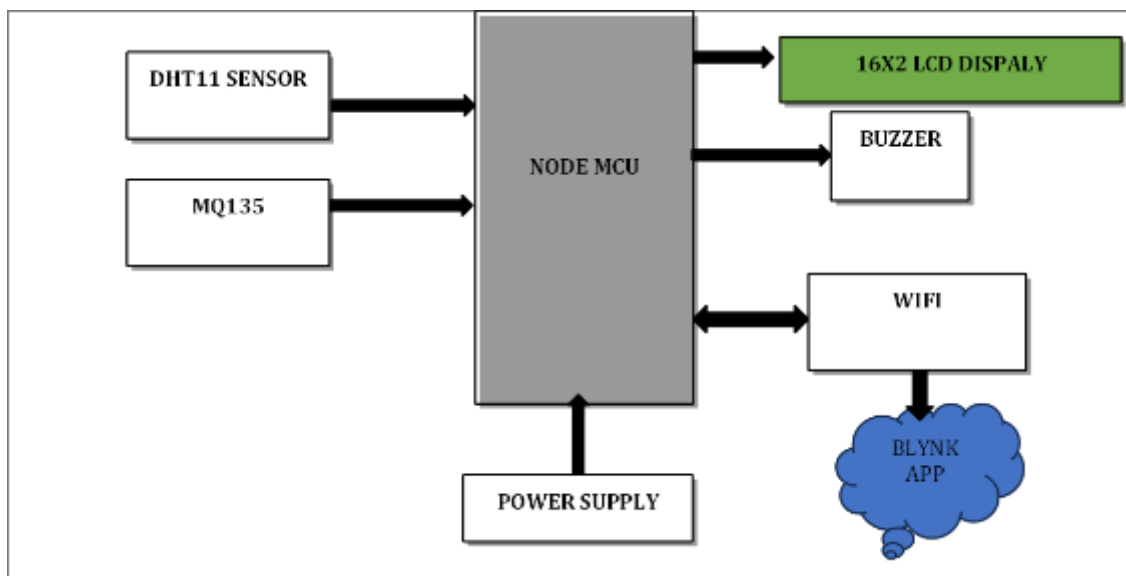 DHT11 SENSOR
16X2 LCD DISPALY
BUZZER
NODE MCU
MQ135
WIFI
BLYNK
APP
POWER SUPPLY